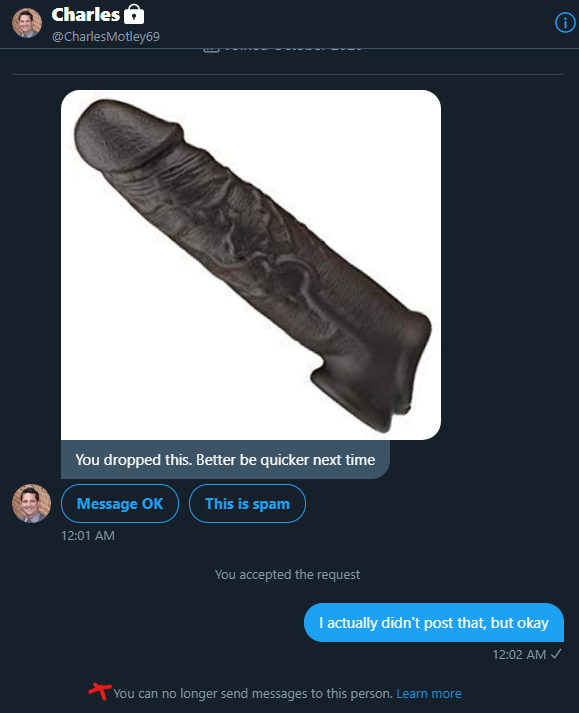 Charles
@CharlesMotley69
Joined October 2020
You dropped this. Better be quicker next time
Message OK
This is spam
12:01 AM
You accepted the request
I actually didn't post that, but okay
12:02 AM
You can no longer send messages to this person. Learn more